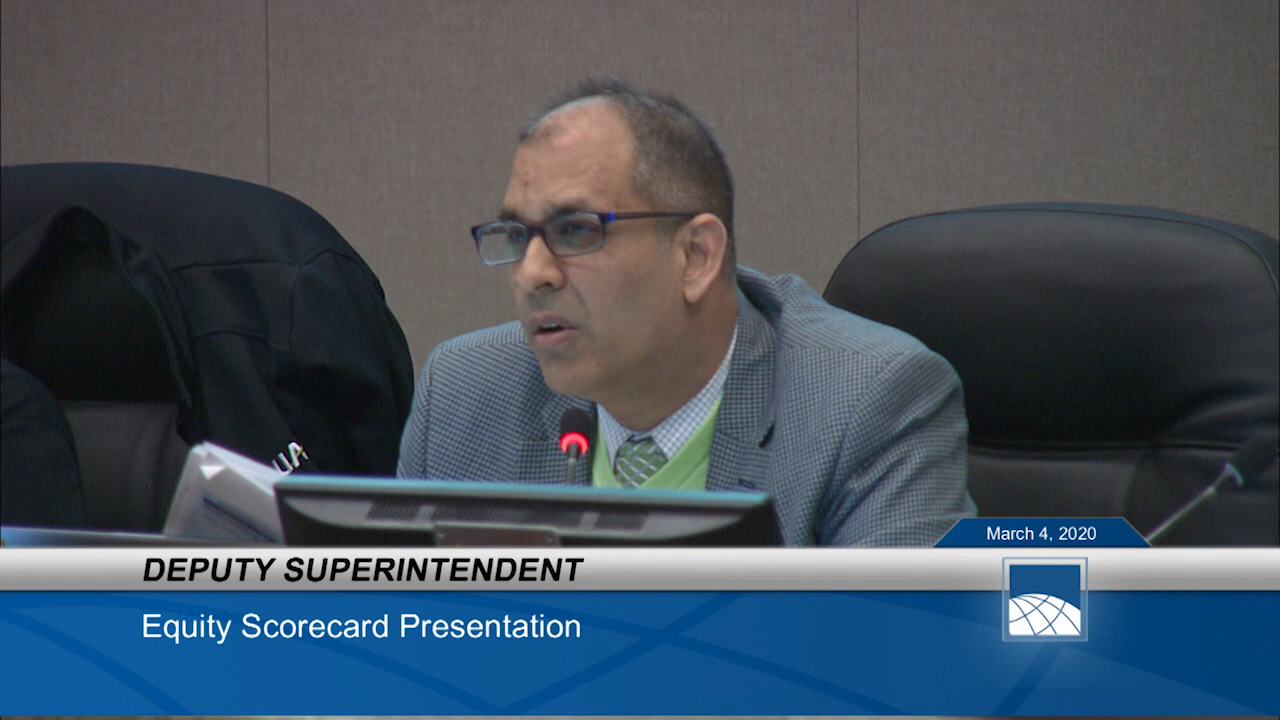 March 4, 2020
DEPUTY SUPERINTENDENT
Equity Scorecard Presentation